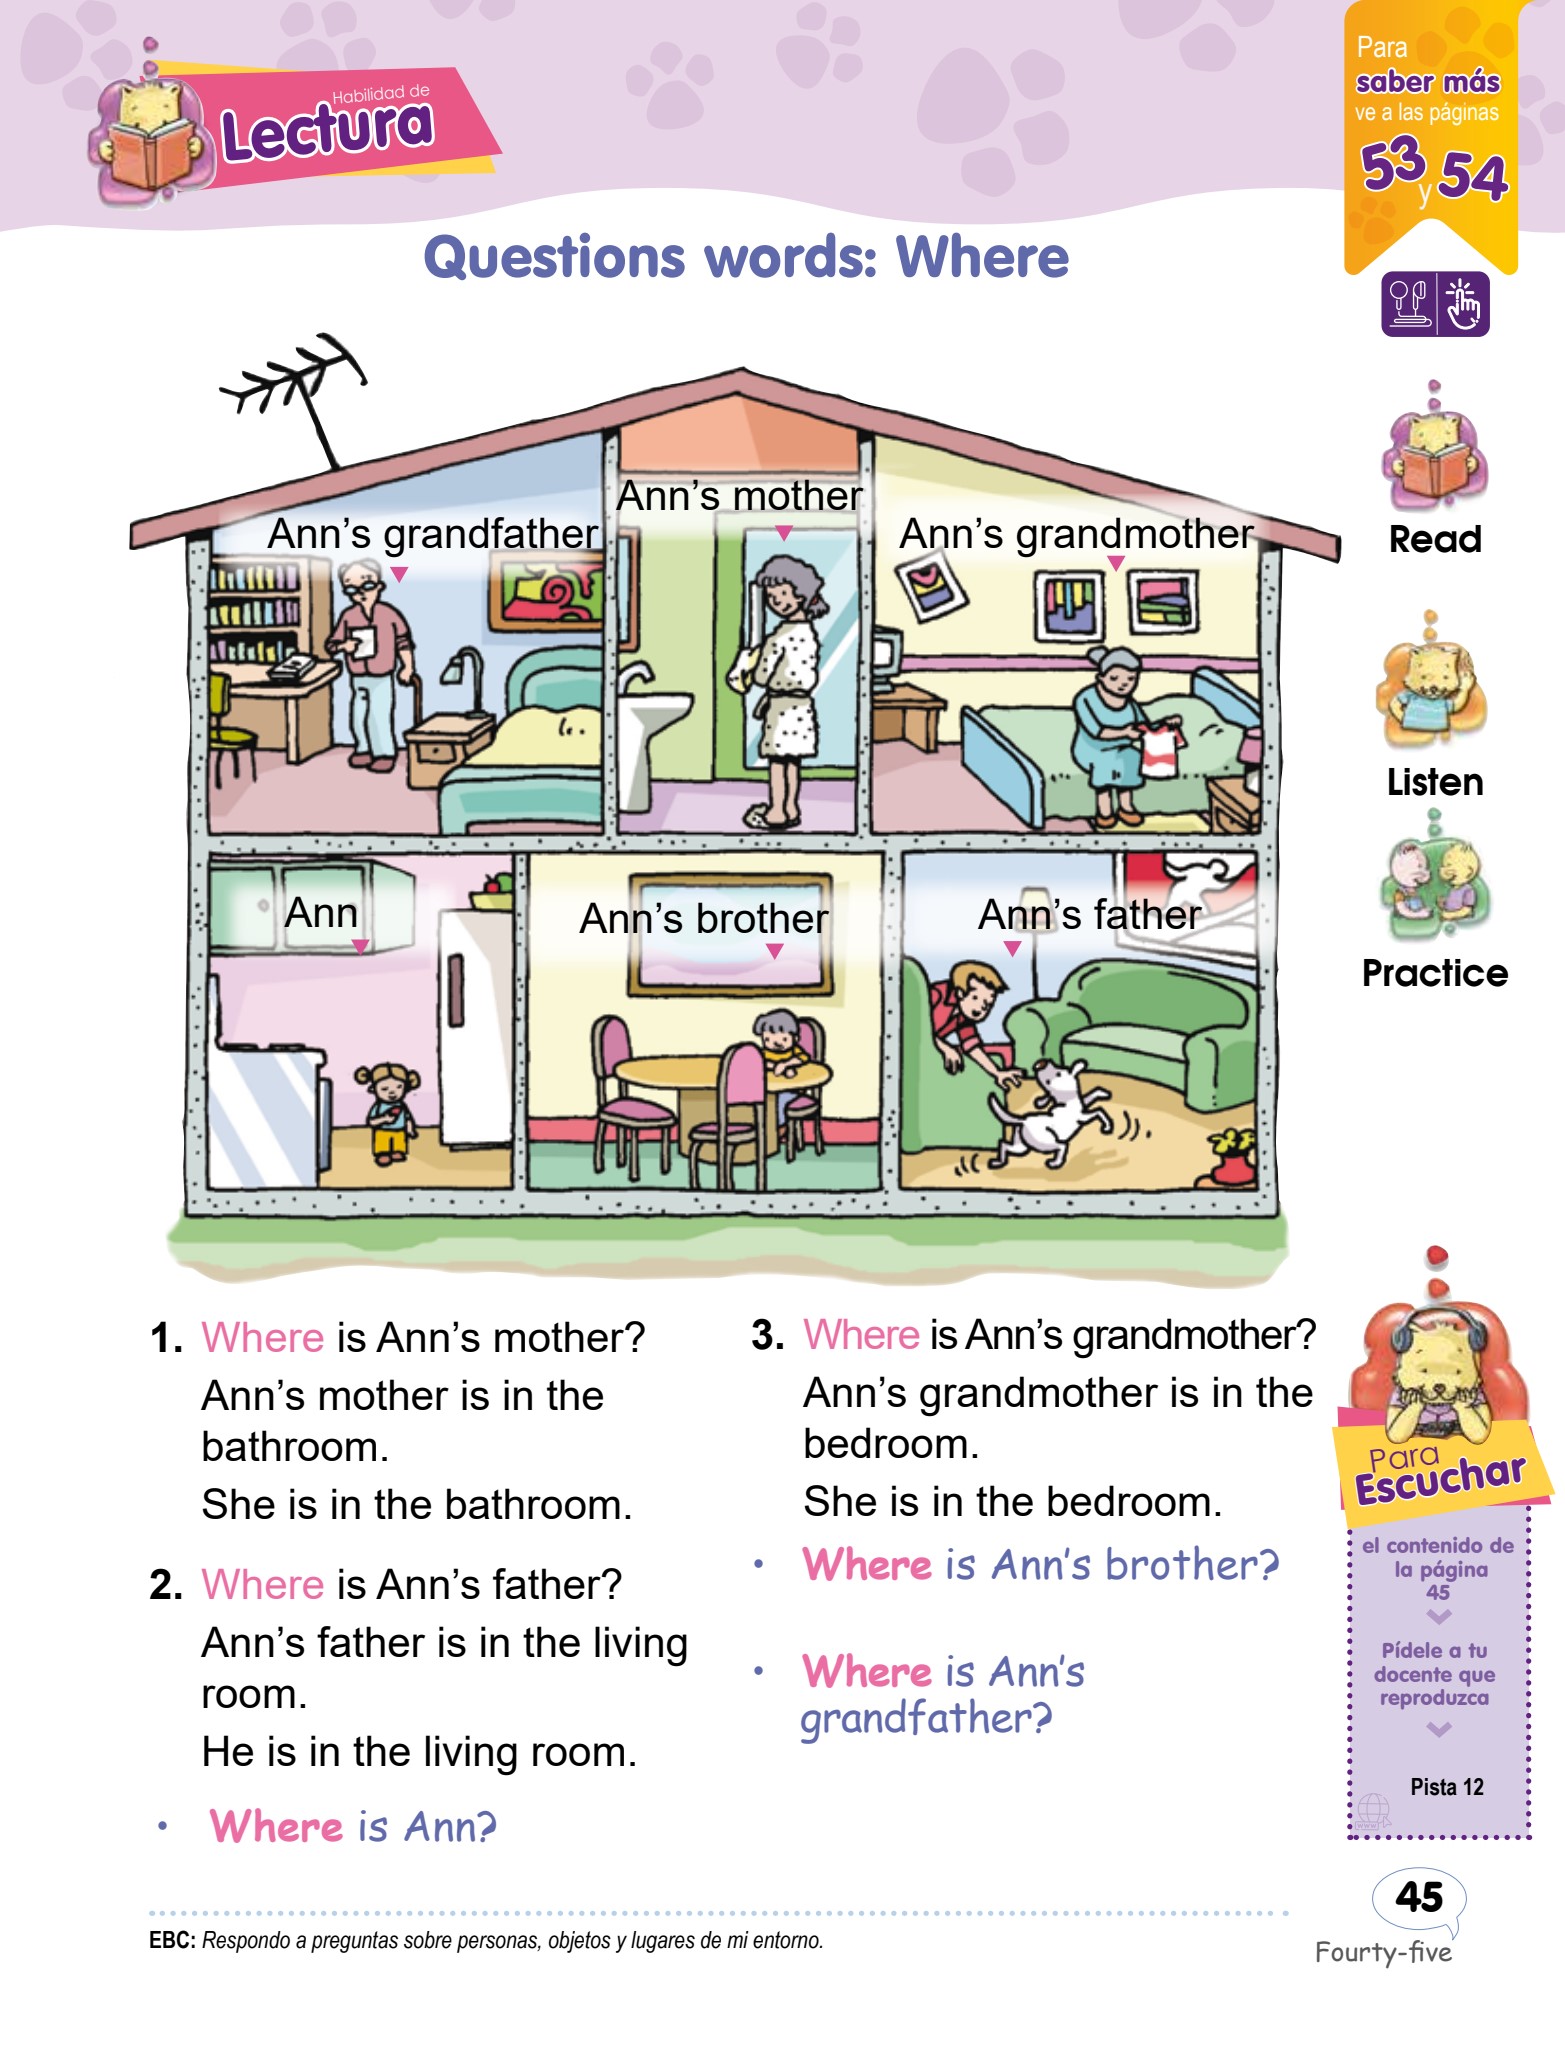 Habilidad de
Lectura
Para
saber más
ve a las páginas
53 y 54
Questions words: Where
Ann's grandfather
Ann's mother
Ann's grandmother
Ann
Ann's brother
Ann's father
Read
Listen
Practice
1. Where is Ann's mother?
Ann's mother is in the
bathroom.
She is in the bathroom.
2. Where is Ann's father?
Ann's father is in the living
room.
He is in the living room.
• Where is Ann?
3. Where is Ann's grandmother?
Ann's grandmother is in the
bedroom.
She is in the bedroom.
• Where is Ann's brother?
• Where is Ann's
grandfather?
Para
Escuchar
el contenido de
la página
45
Pídele a tu
docente que
reproduzca
Pista 12
www
45
Fourty-five
EBC: Respondo a preguntas sobre personas, objetos y lugares de mi entorno.